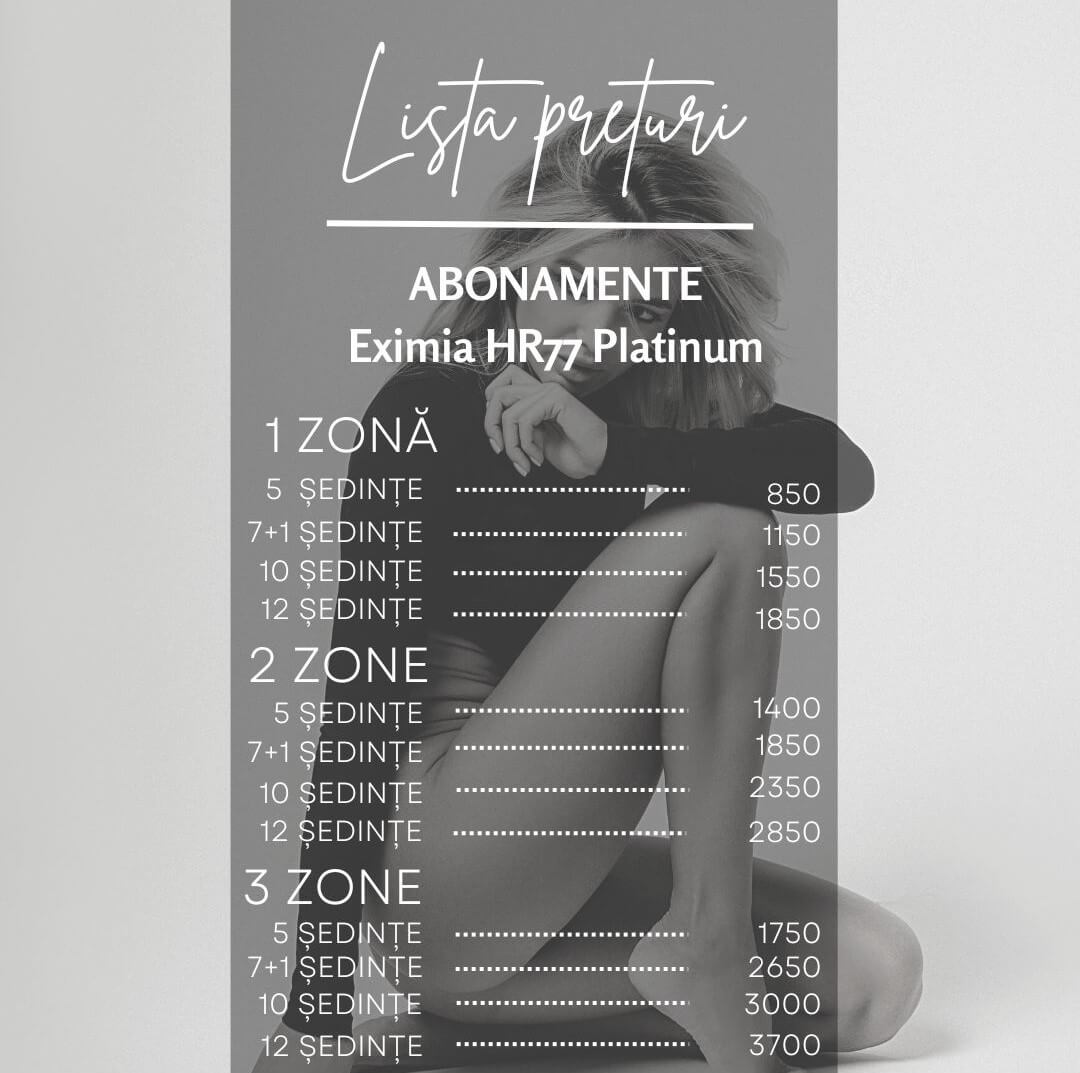 Lista preturi
ABONAMENTE
Eximia HR77 Platinum
1 ZONĂ
5 ȘEDINȚE 850
7+1 ȘEDINȚE 1150
10 ȘEDINȚE 1550
12 ȘEDINȚE 1850
2 ZONE
5 ȘEDINȚE 1400
7+1 ȘEDINȚE 1850
10 ȘEDINȚE 2350
12 ȘEDINȚE 2850
3 ZONE
5 ȘEDINȚE 1750
7+1 ȘEDINȚE 2650
10 ȘEDINȚE 3000
12 ȘEDINȚE 3700